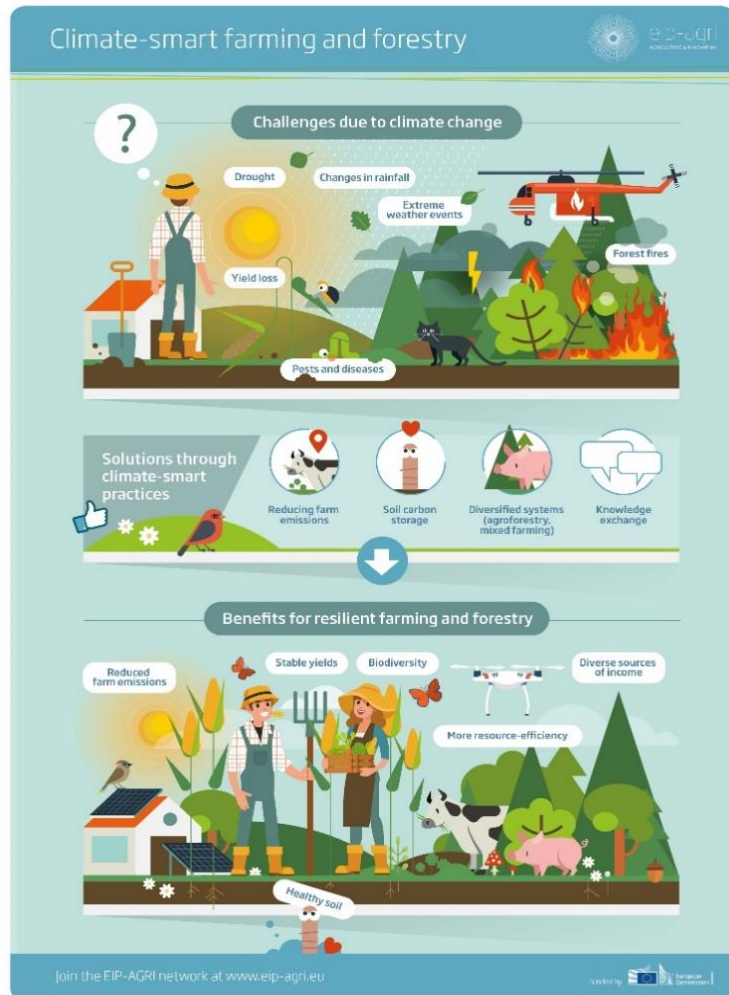 Climate-smart farming and forestry
eip-agri
AGRICULTURE & INNOVATION
Challenges due to climate change
?
Drought
Changes in rainfall
Extreme
weather events
Forest fires
Yield loss
Pests and diseases
Solutions through
climate-smart
practices
Reducing farm
emissions
Soil carbon
storage
Diversified systems
(agroforestry,
mixed farming)
Knowledge
exchange
Benefits for resilient farming and forestry
Reduced
farm emissions
Stable yields
Biodiversity
Diverse sources
of income
More resource-efficiency
Healthy soil
Join the EIP-AGRI network at www.eip-agri.eu
Funded by
European
Commission